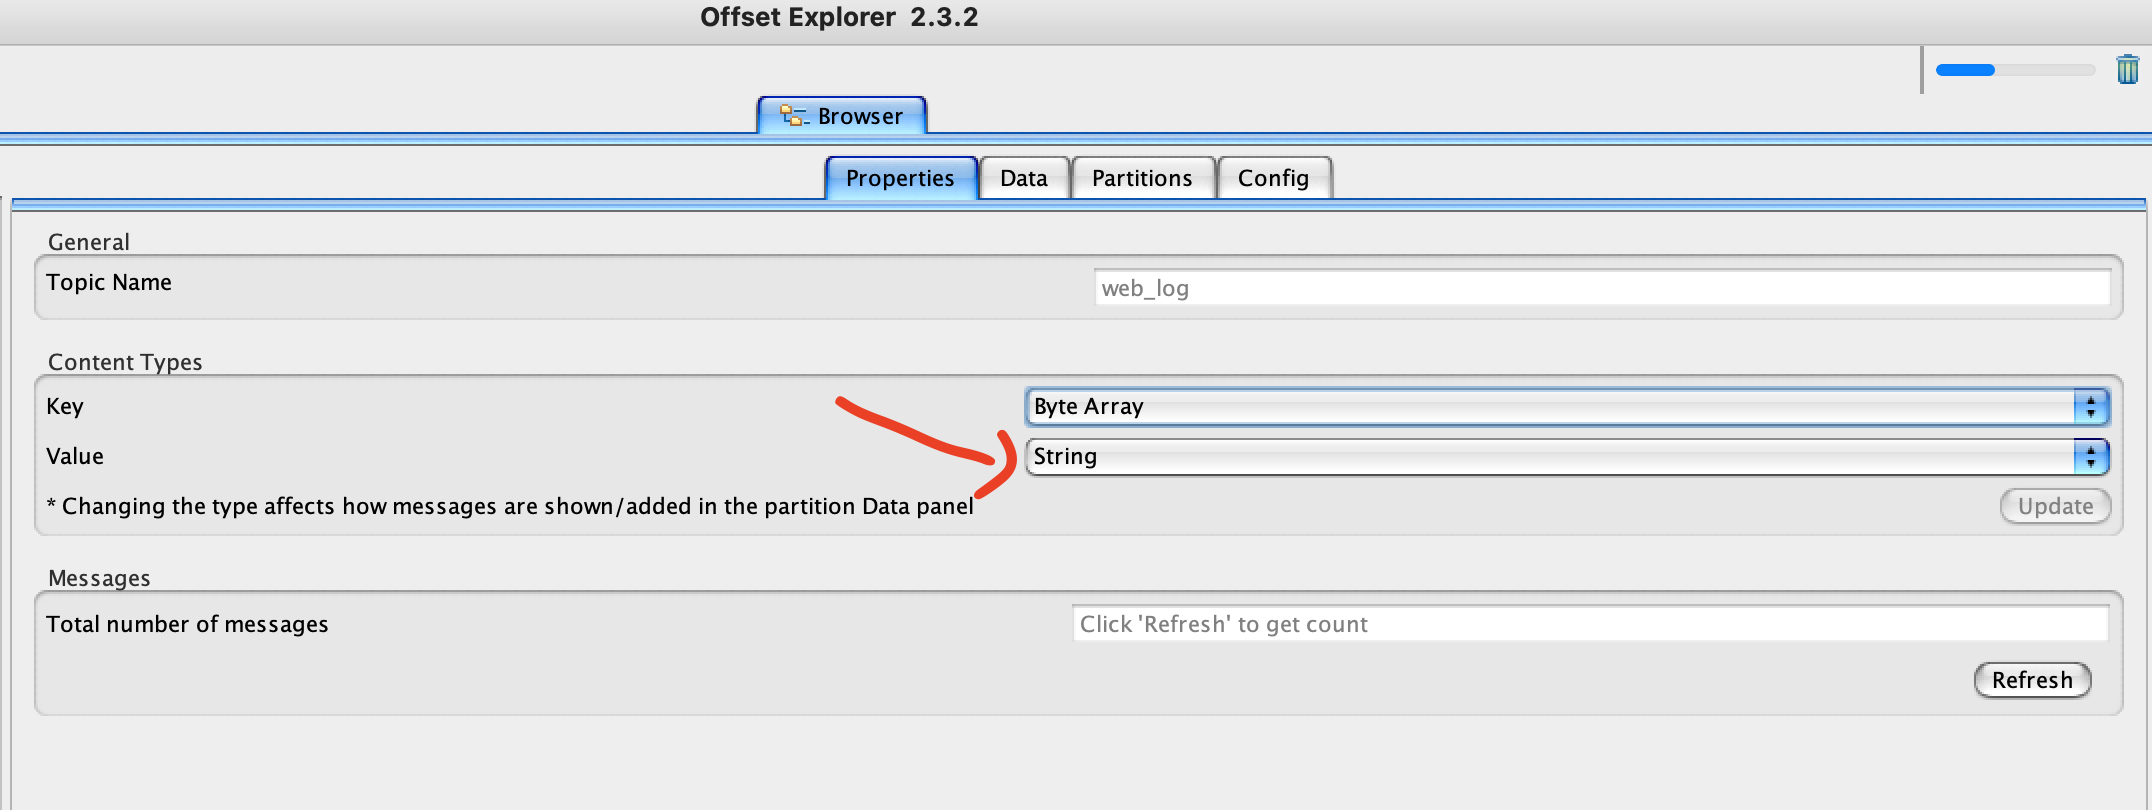 Offset Explorer 2.3.2
Browser
Properties Data Partitions Config
General
Topic Name web_log
Content Types
Key Byte Array
Value String
* Changing the type affects how messages are shown/added in the partition Data panel Update
Messages
Total number of messages Click 'Refresh' to get count
Refresh